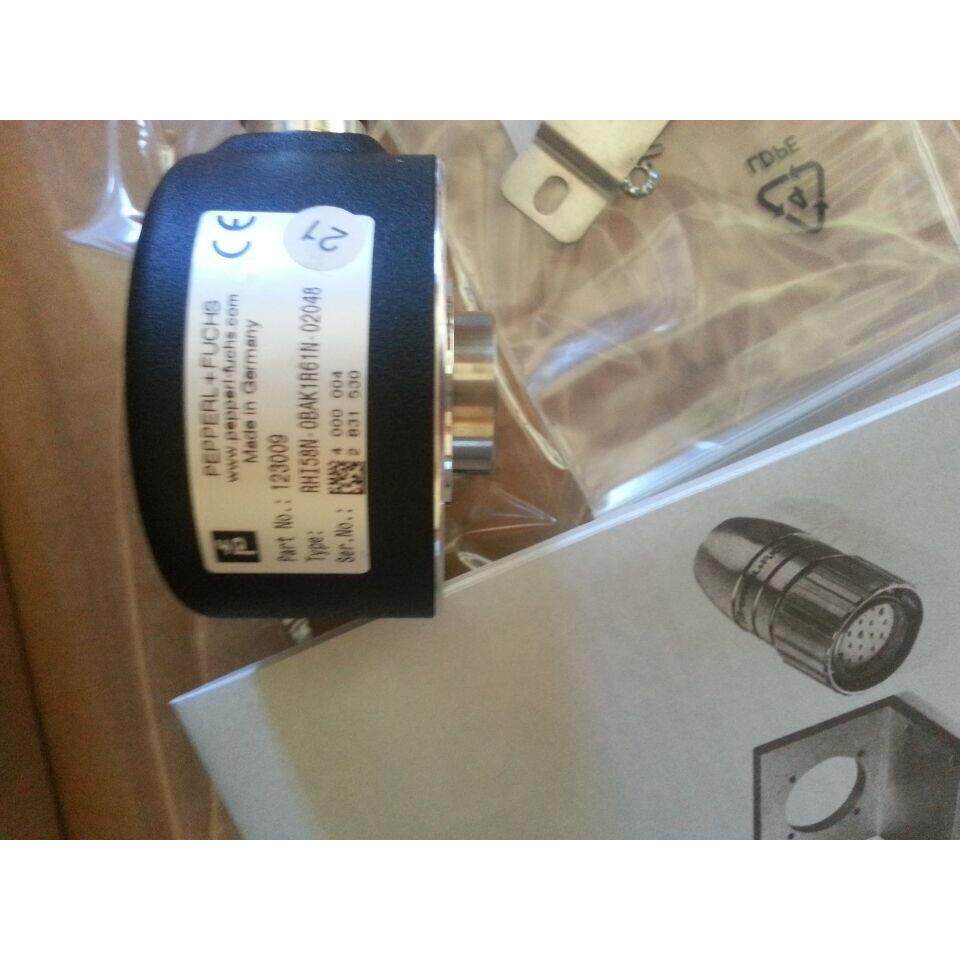 PEPPERL+FUCHS
www.pepperl-fuchs.com
Made in Germany
CE
21
Part No.: 123009
Type: RHI58N-0BAK1R61N-02048
Ser.No.: 4 000 004
2 831 530
LDPE
4